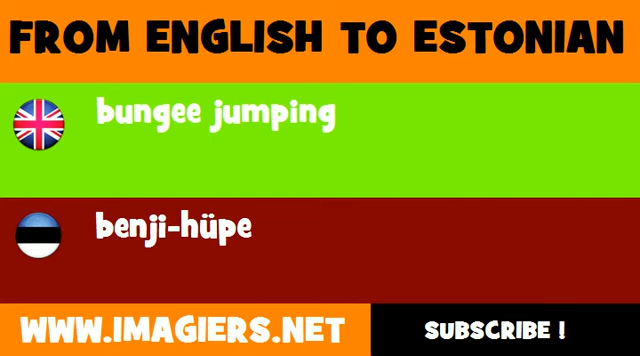 FROM ENGLISH TO ESTONIAN
bungee jumping
benji-hüpe
WWW.IMAGIERS.NET
SUBSCRIBE !